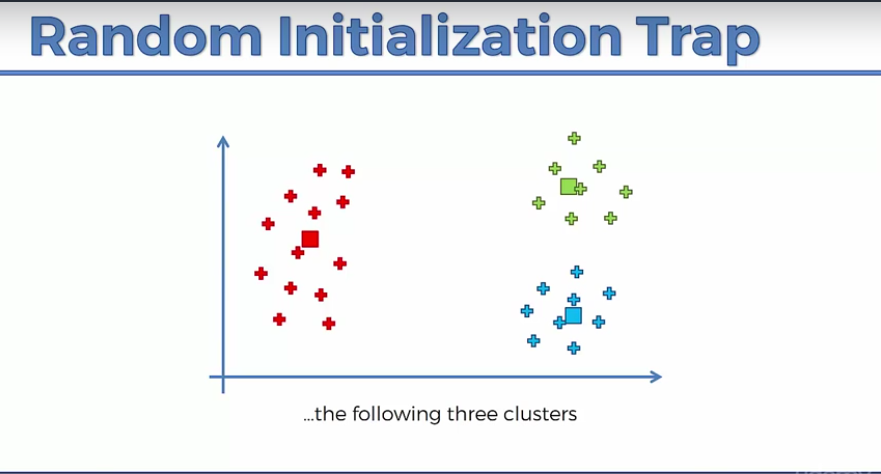 Random Initialization Trap
...the following three clusters